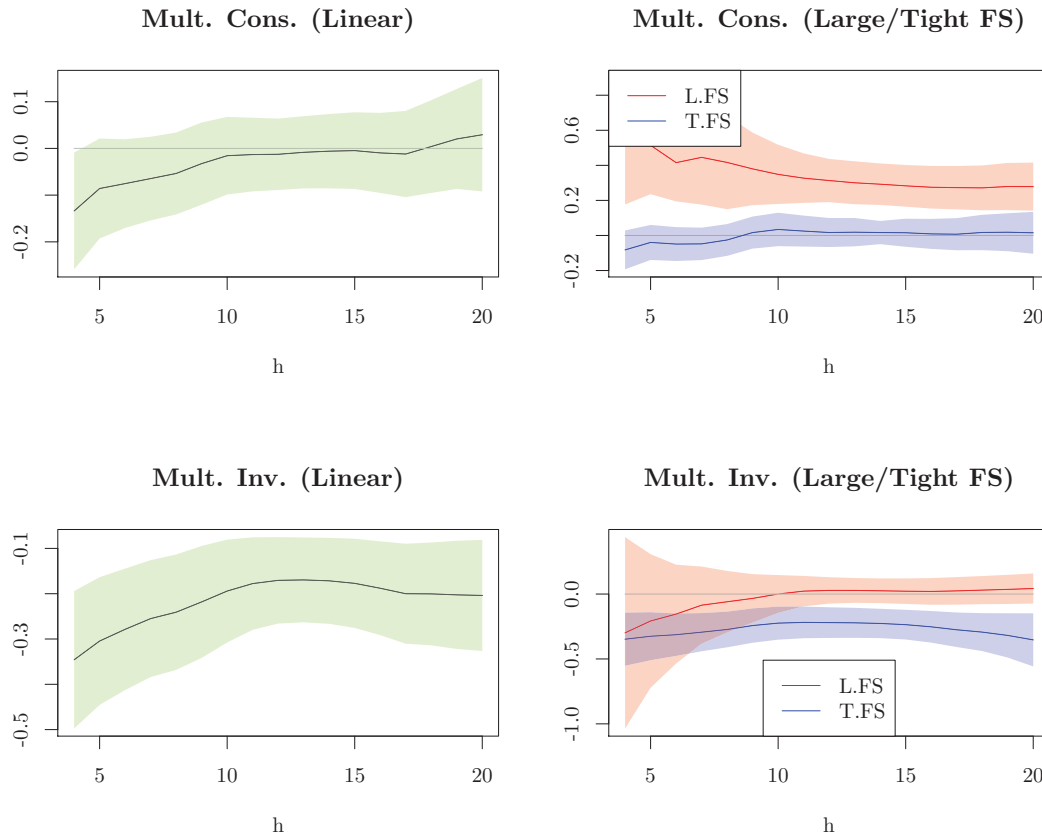 Mult. Cons. (Linear)
0.1
0.0
-0.2
5 10 15 20
h
Mult. Cons. (Large/Tight FS)
L.FS
T.FS
0.6
0.2
-0.2
5 10 15 20
h
Mult. Inv. (Linear)
-0.1
-0.3
-0.5
5 10 15 20
h
Mult. Inv. (Large/Tight FS)
0.0
-0.5
-1.0
L.FS
T.FS
5 10 15 20
h